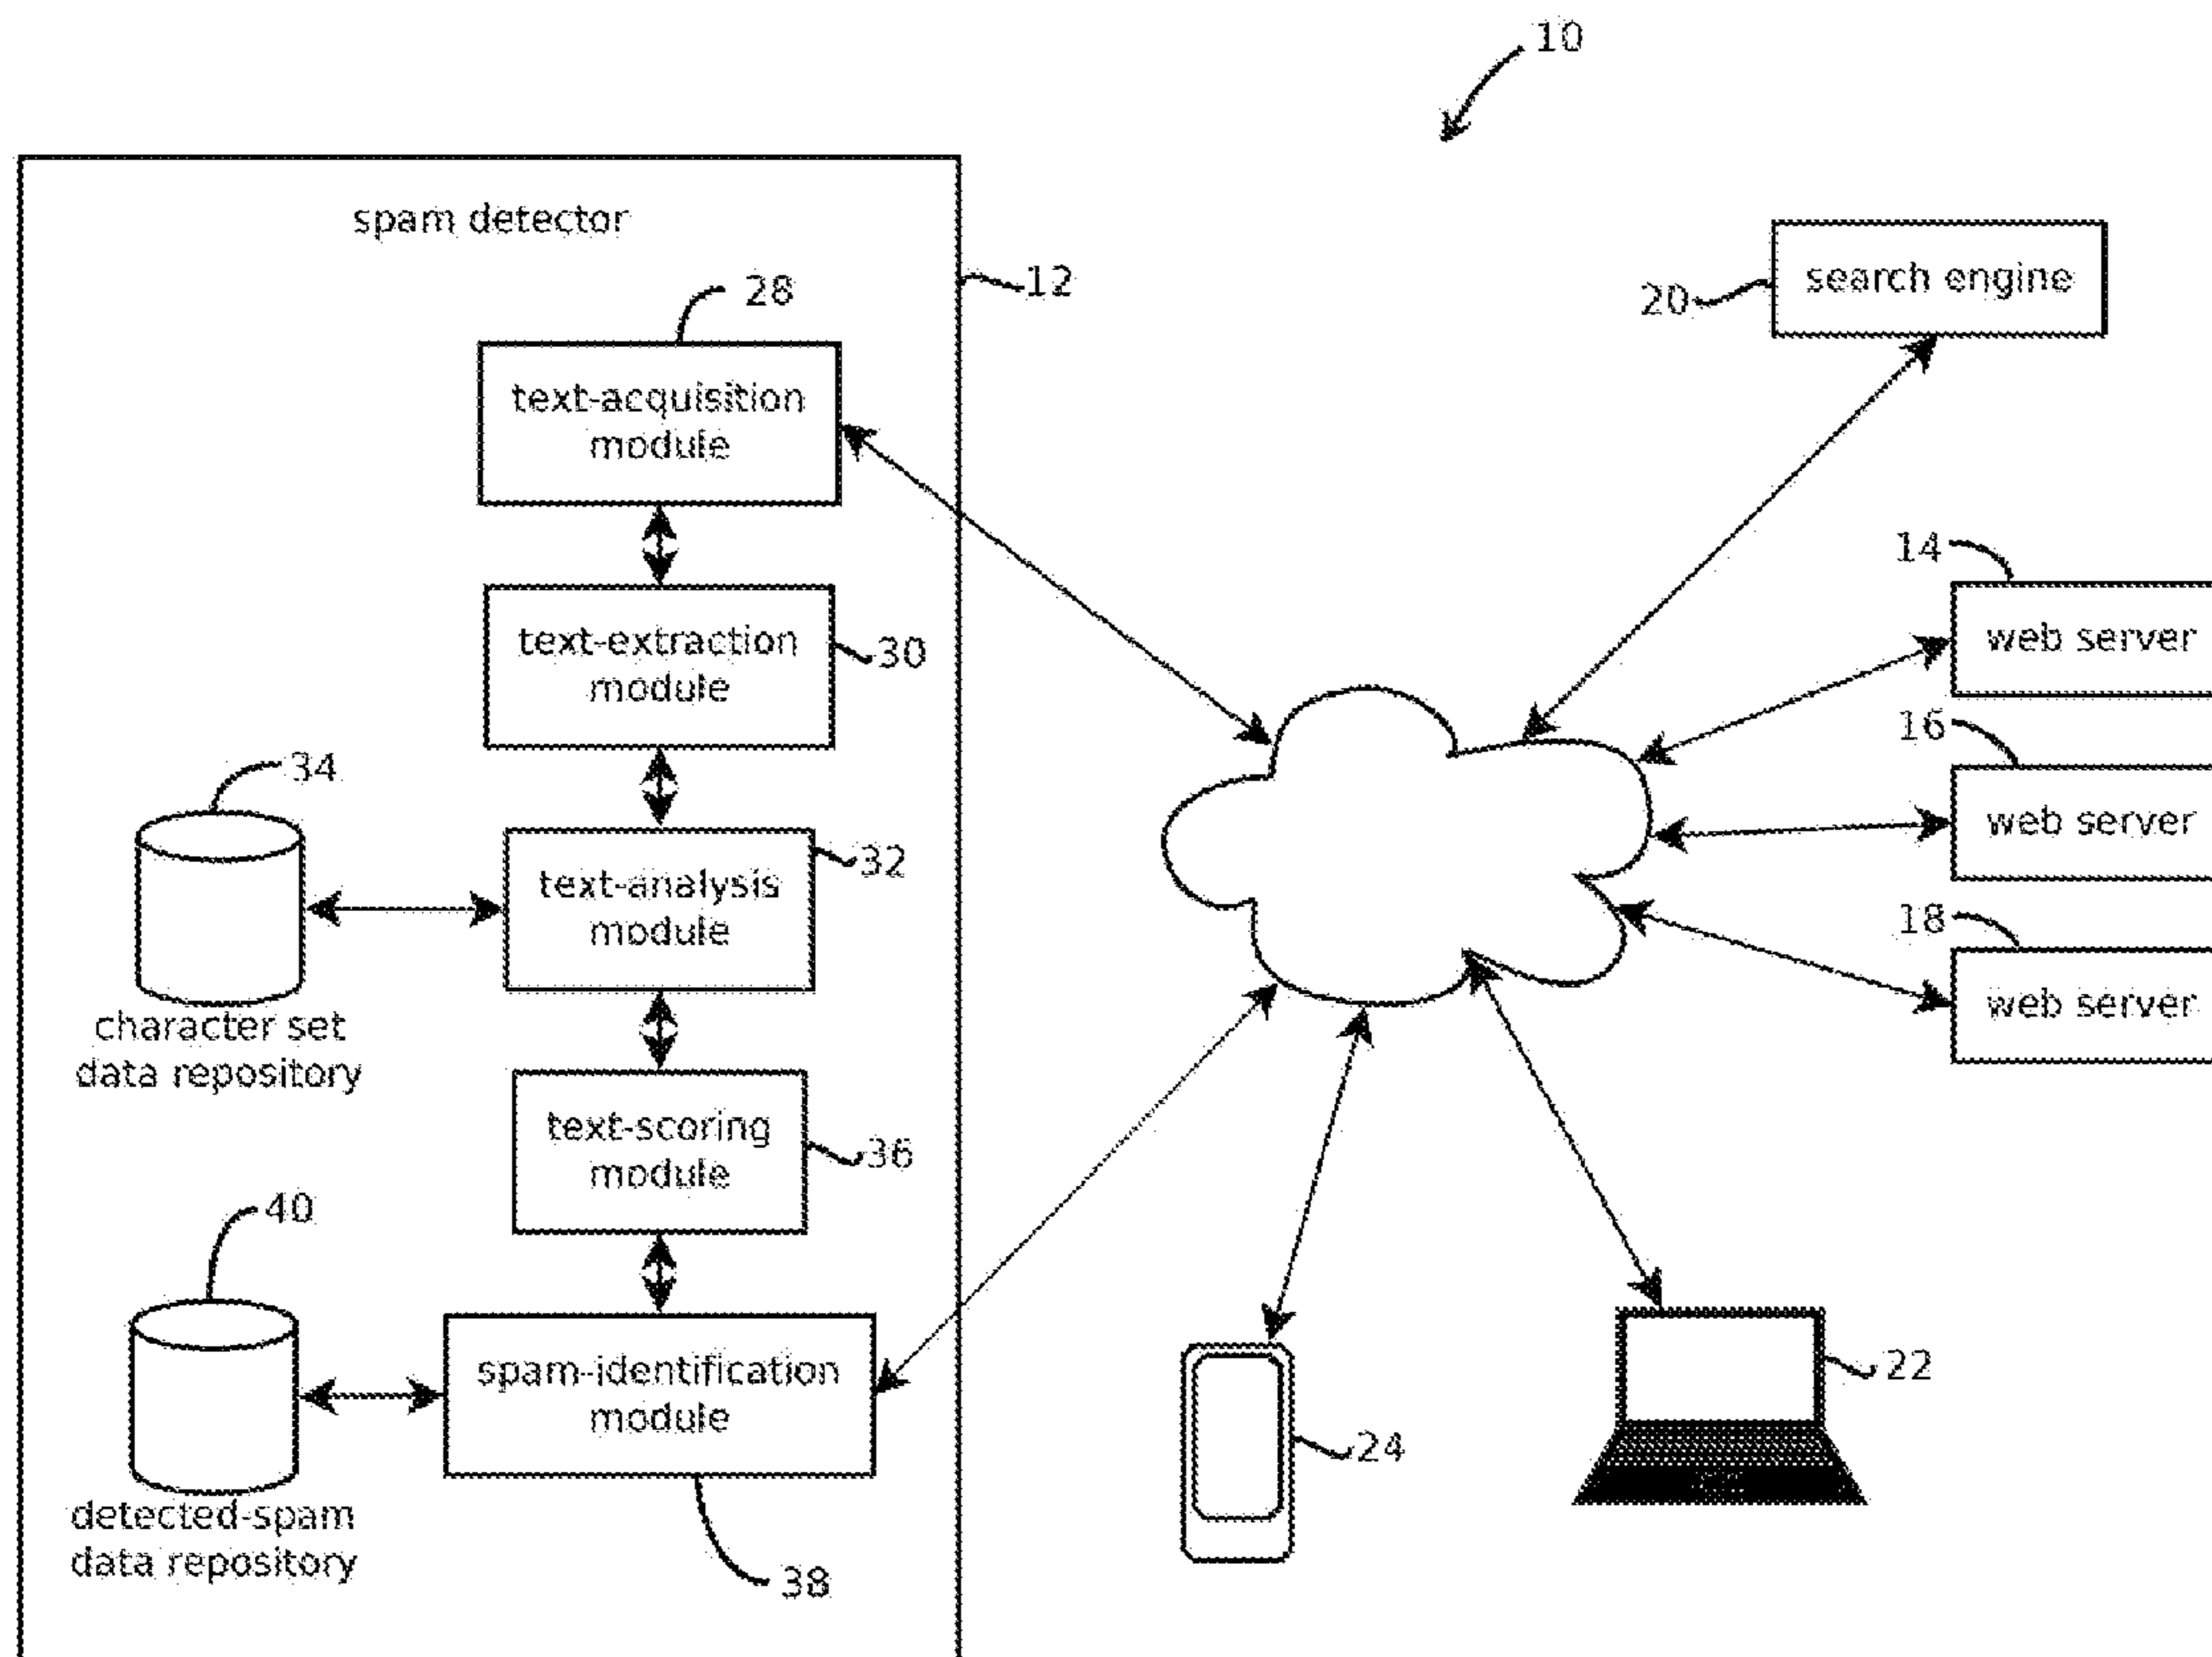 10
spam detector
12
28
text-acquisition
module
search engine
20
text-extraction
module
30
14
web server
16
web server
18
web server
34
text-analysis
module
32
character set
data repository
text-scoring
module
36
40
spam-identification
module
38
detected-spam
data repository
24
22